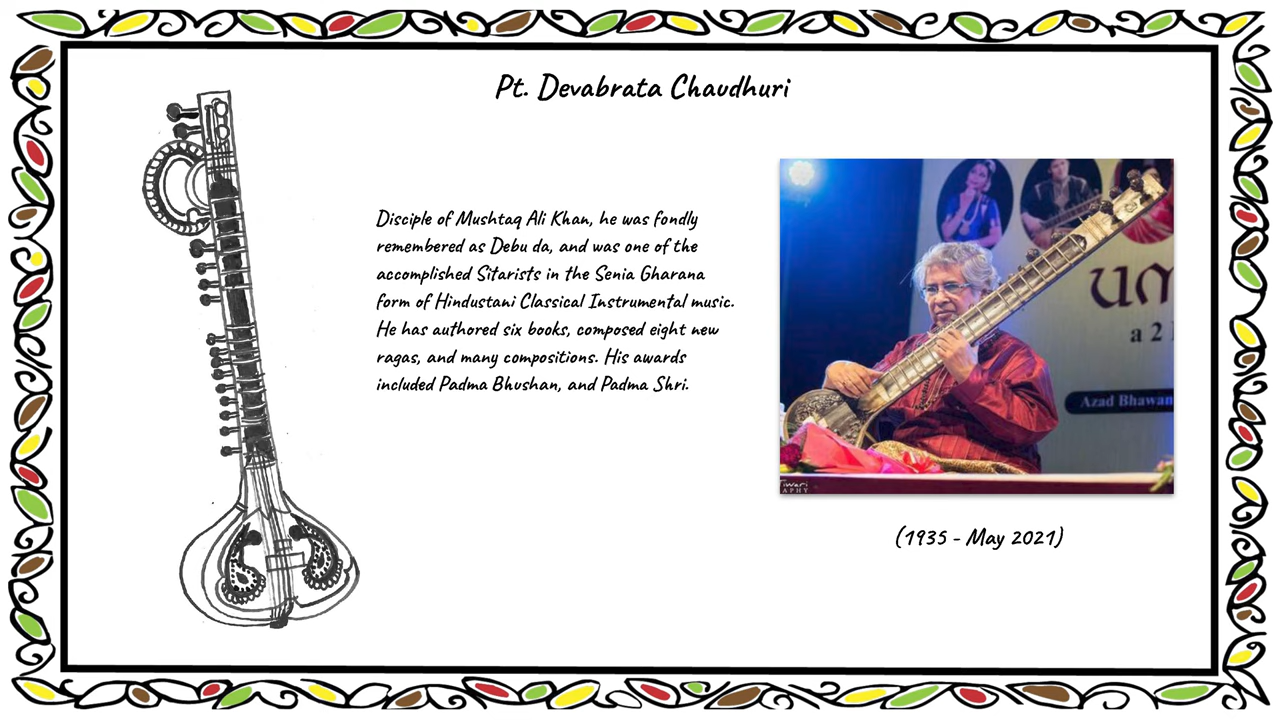 Pt. Devabrata Chaudhuri
Disciple of Mushtaq Ali Khan, he was fondly
remembered as Debu da, and was one of the
accomplished Sitarists in the Senia Gharana
form of Hindustani Classical Instrumental music.
He has authored six books, composed eight new
ragas, and many compositions. His awards
included Padma Bhushan, and Padma Shri.
a 2
Azad Bhawan
(1935 - May 2021)